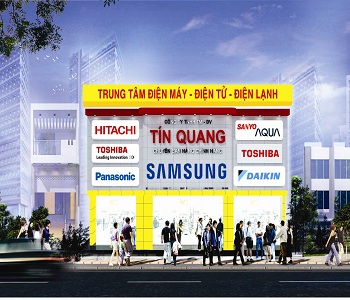 TRUNG TÂM ĐIỆN MÁY - ĐIỆN TỬ - ĐIỆN LẠNH
HITACHI
TÍN QUANG
SANYO AQUA
TOSHIBA
Leading Innovation
TOSHIBA
Panasonic
SAMSUNG
DAIKIN